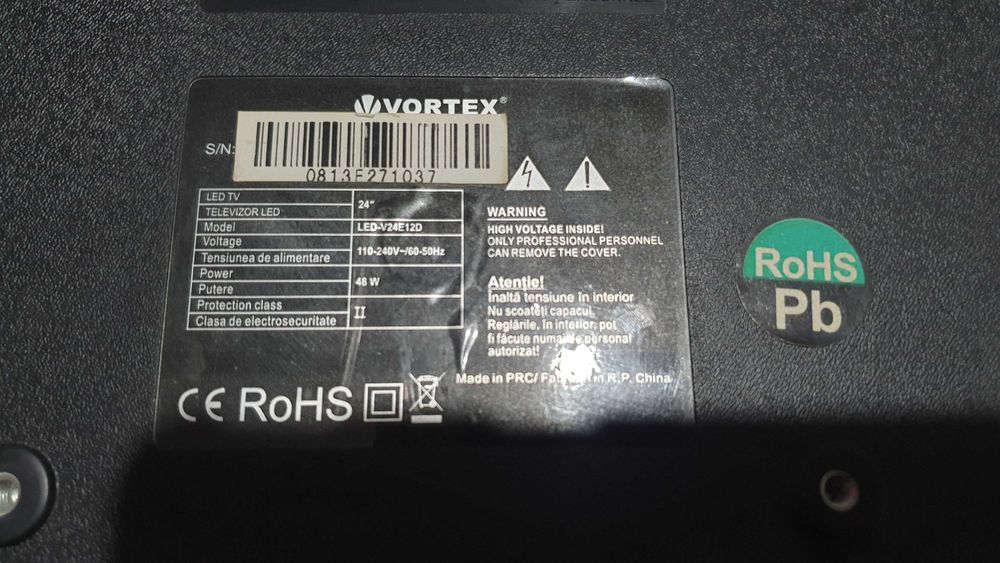 VORTEX®
S/N:
0813F271037
LED TV
TELEVIZOR LED
24"
Model
LED-V24E12D
Voltage
Tensiunea de alimentare
110-240V~/60-50Hz
Power
Putere
48 W
Protection class
Clasa de electrosecuritate
II
WARNING
HIGH VOLTAGE INSIDE!
ONLY PROFESSIONAL PERSONNEL
CAN REMOVE THE COVER.
Atenţie!
Înaltă tensiune în interior
Nu scoateţi capacul.
Reglările, în interior, pot
fi făcute numai de personal
autorizat!
Made in PRC/ in R.P. China
CE RoHS
RoHS
Pb